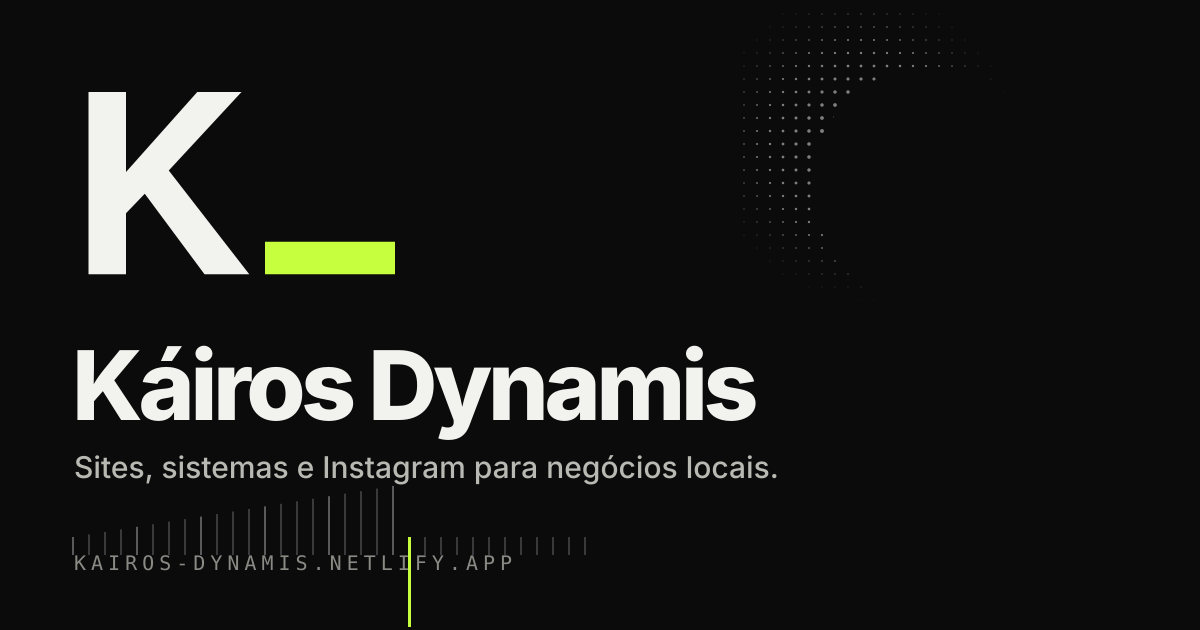 K_
Káiros Dynamis
Sites, sistemas e Instagram para negócios locais.
KAIROS-DYNAMIS.NETLIFY.APP